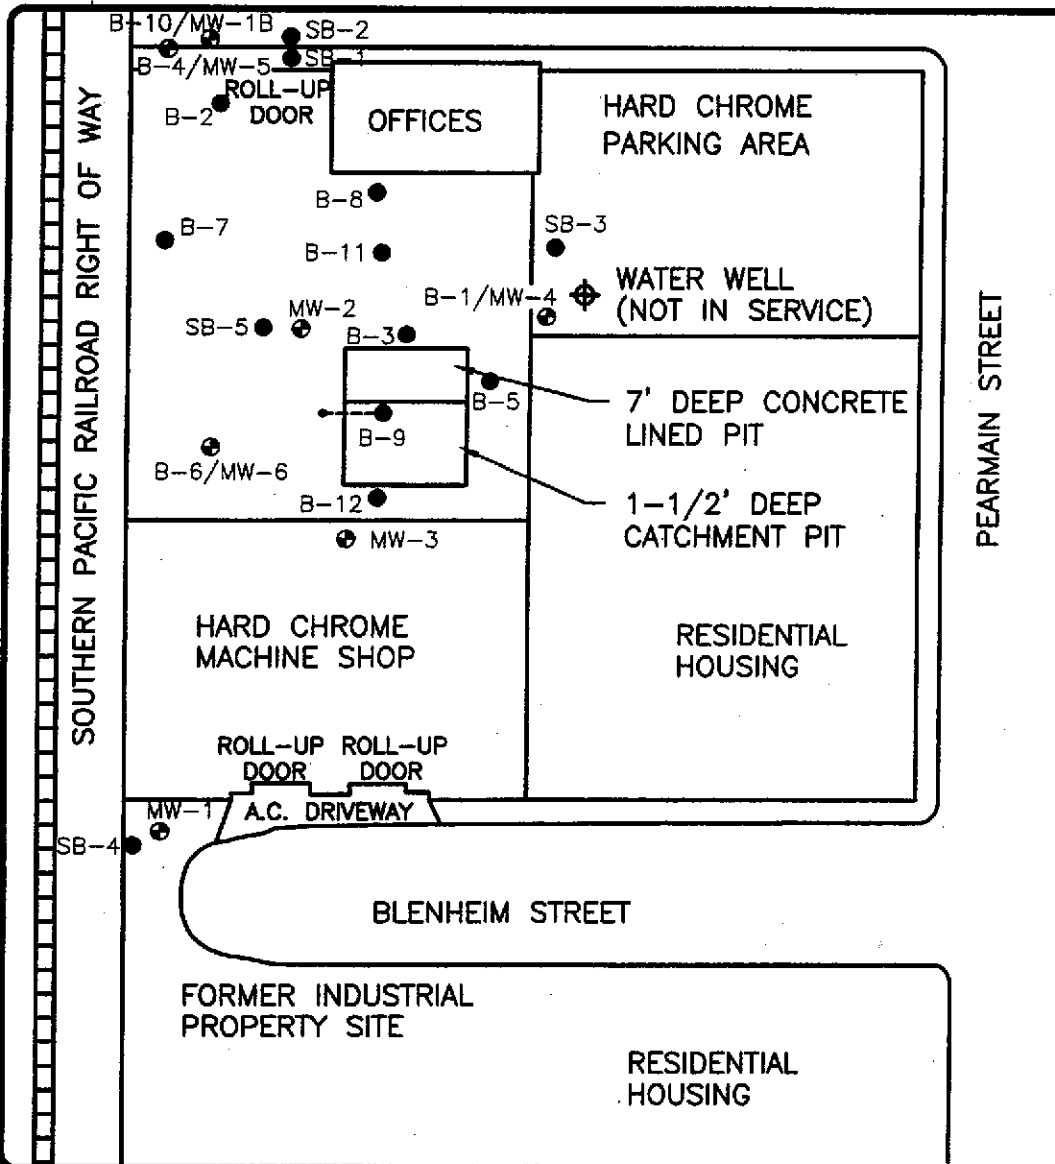 B-10/MW-1B
SB-2
SB-1
B-4/MW-5
ROLL-UP
DOOR
B-2
OFFICES
HARD CHROME
PARKING AREA
SOUTHERN PACIFIC RAILROAD RIGHT OF WAY
B-8
B-7
B-11
SB-3
WATER WELL
(NOT IN SERVICE)
B-1/MW-4
MW-2
SB-5
B-3
PEARMAN STREET
B-5
7' DEEP CONCRETE
LINED PIT
B-9
B-6/MW-6
B-12
1-1/2' DEEP
CATCHMENT PIT
MW-3
HARD CHROME
MACHINE SHOP
RESIDENTIAL
HOUSING
ROLL-UP
DOOR
ROLL-UP
DOOR
A.C. DRIVEWAY
MW-1
SB-4
BLENHEIM STREET
FORMER INDUSTRIAL
PROPERTY SITE
RESIDENTIAL
HOUSING